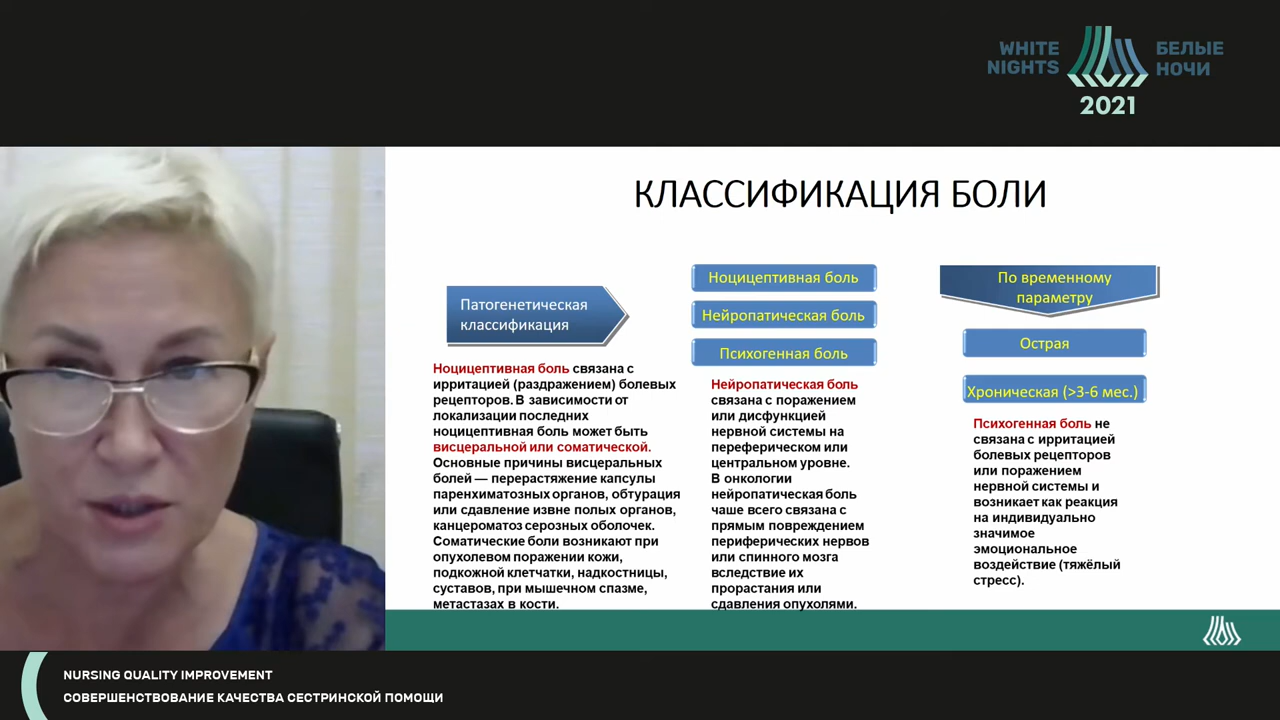 WHITE
NIGHTS
БЕЛЫЕ
НОЧИ
2021
КЛАССИФИКАЦИЯ БОЛИ
Патогенетическая
классификация
Ноцицептивная боль связана с
ирритацией (раздражением) болевых
рецепторов. В зависимости от
локализации последних
ноцицептивная боль может быть
висцеральной или соматической.
Основные причины висцеральных
болей — перерастяжение капсулы
паренхиматозных органов, обтурация
или сдавление извне полых органов,
канцероматоз серозных оболочек.
Соматические боли возникают при
опухолевом поражении кожи,
подкожной клетчатки, надкостницы,
суставов, при мышечном спазме,
метастазах в кости.
Ноцицептивная боль
Нейропатическая боль
Психогенная боль
Нейропатическая боль
связана с поражением
или дисфункцией
нервной системы на
переферическом или
центральном уровне.
В онкологии
нейропатическая боль
чаше всего связана с
прямым повреждением
периферических нервов
или спинного мозга
вследствие их
прорастания или
сдавления опухолями.
По временному
параметру
Острая
Хроническая (>3-6 мес.)
Психогенная боль не
связана с ирритацией
болевых рецепторов
или поражением
нервной системы и
возникает как реакция
на индивидуально
значимое
эмоциональное
воздействие (тяжёлый
стресс).
NURSING QUALITY IMPROVEMENT
СОВЕРШЕНСТВОВАНИЕ КАЧЕСТВА СЕСТРИНСКОЙ ПОМОЩИ